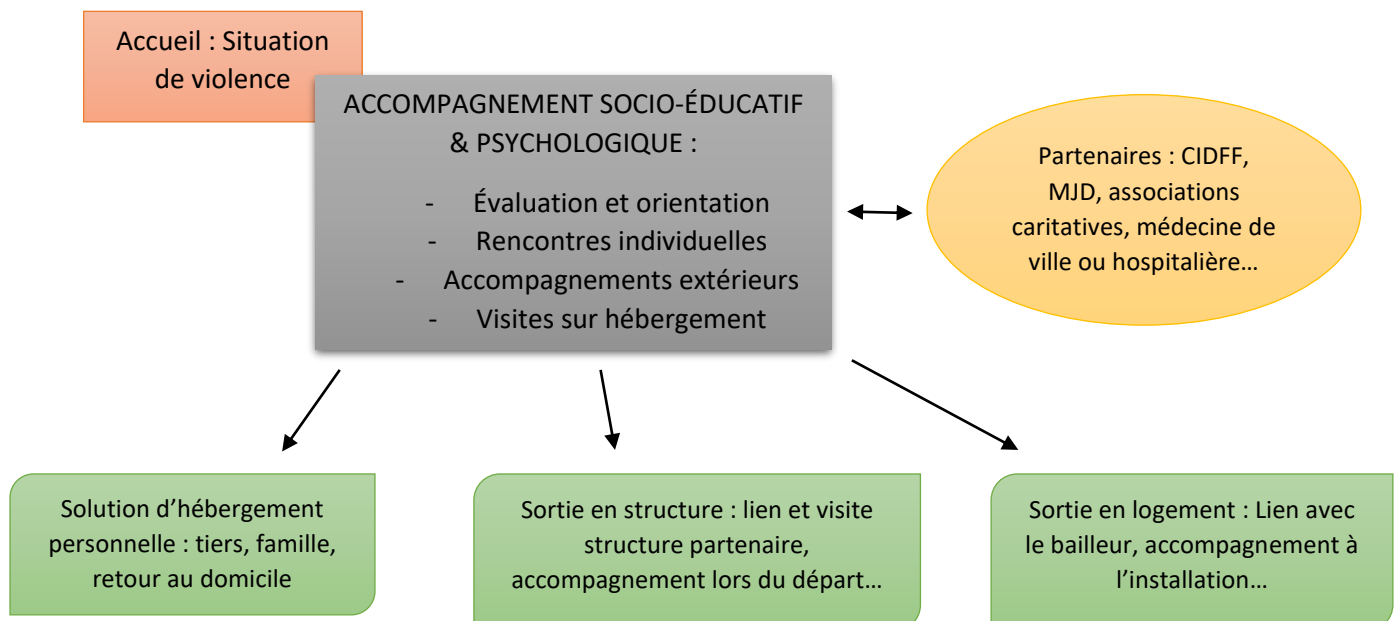 Accueil : Situation
de violence
ACCOMPAGNEMENT SOCIO-ÉDUCATIF
& PSYCHOLOGIQUE :
- Évaluation et orientation
- Rencontres individuelles
- Accompagnements extérieurs
- Visites sur hébergement
Partenaires : CIDFF,
MJD, associations
caritatives, médecine de
ville ou hospitalière…
Solution d’hébergement
personnelle : tiers, famille,
retour au domicile
Sortie en structure : lien et visite
structure partenaire,
accompagnement lors du départ…
Sortie en logement : Lien avec
le bailleur, accompagnement à
l’installation…